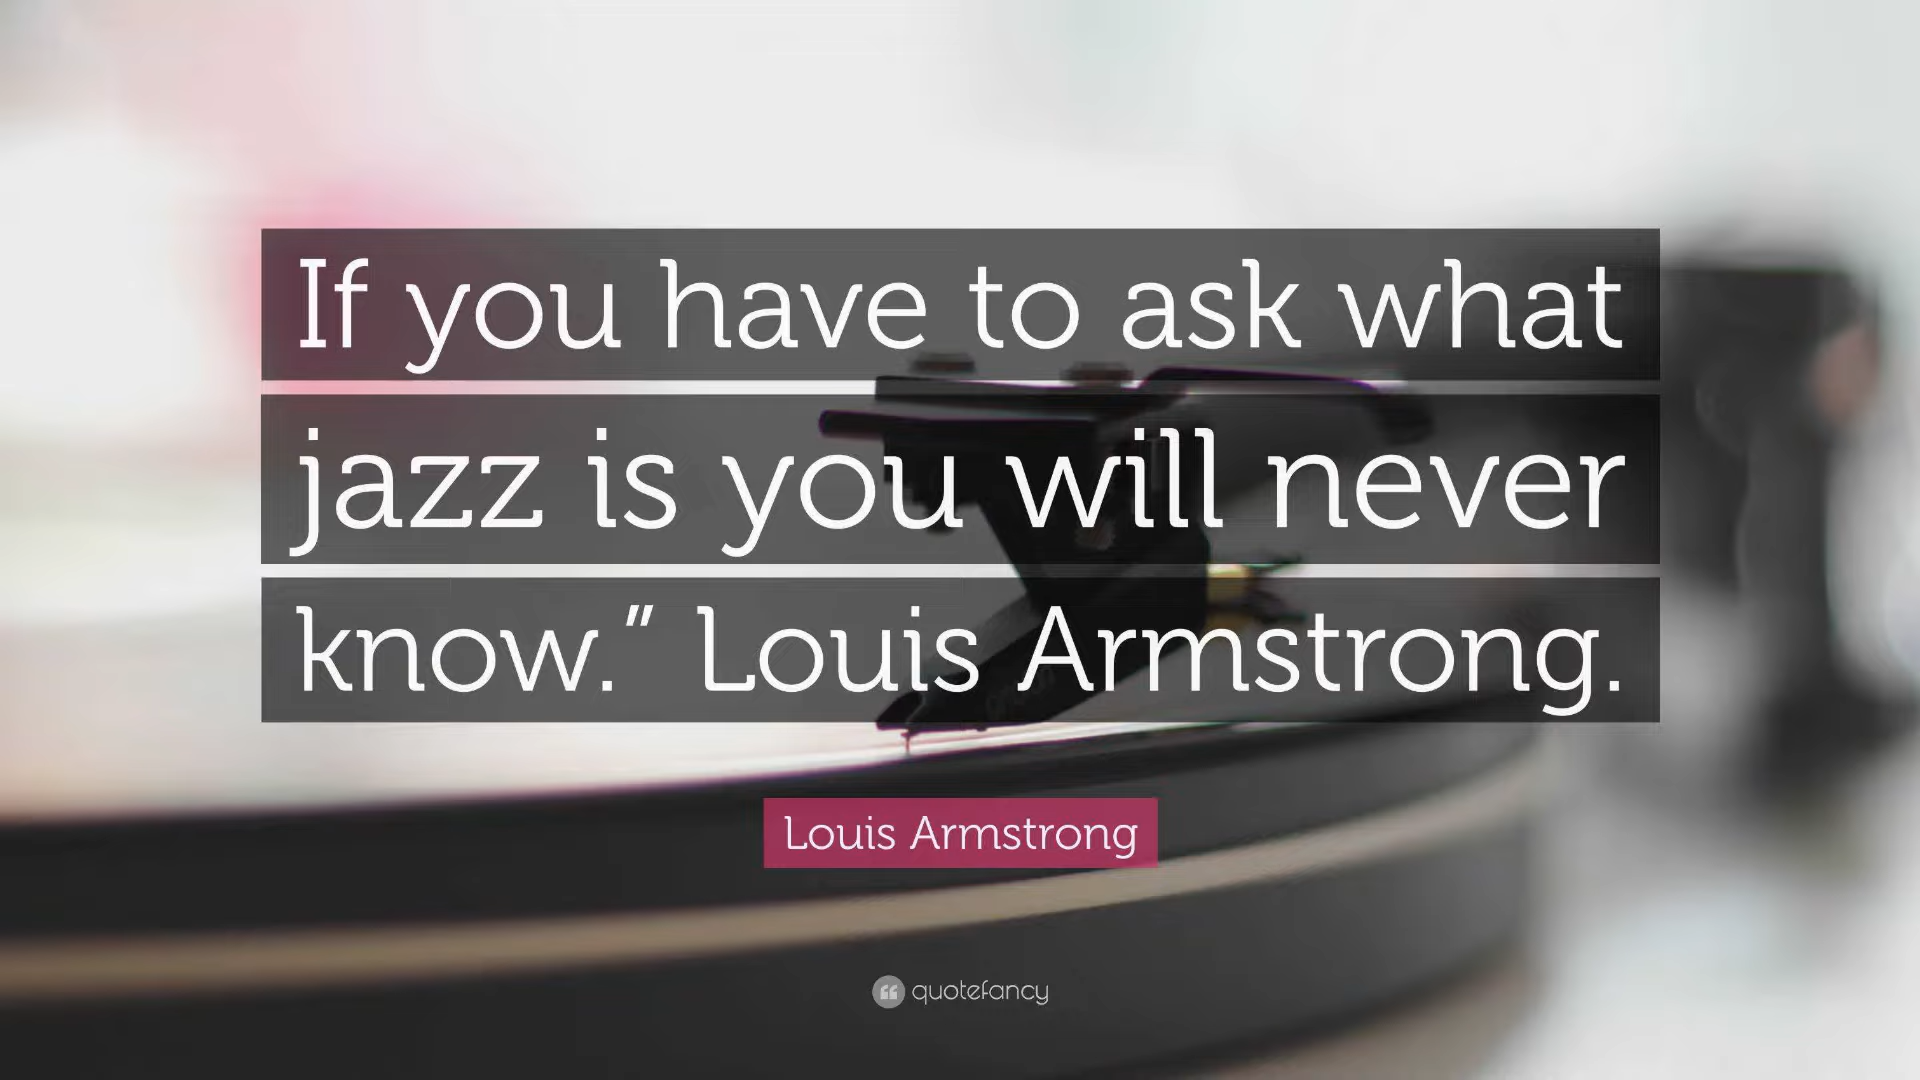 If you have to ask what
jazz is you will never
know.” Louis Armstrong.
Louis Armstrong
quotefancy